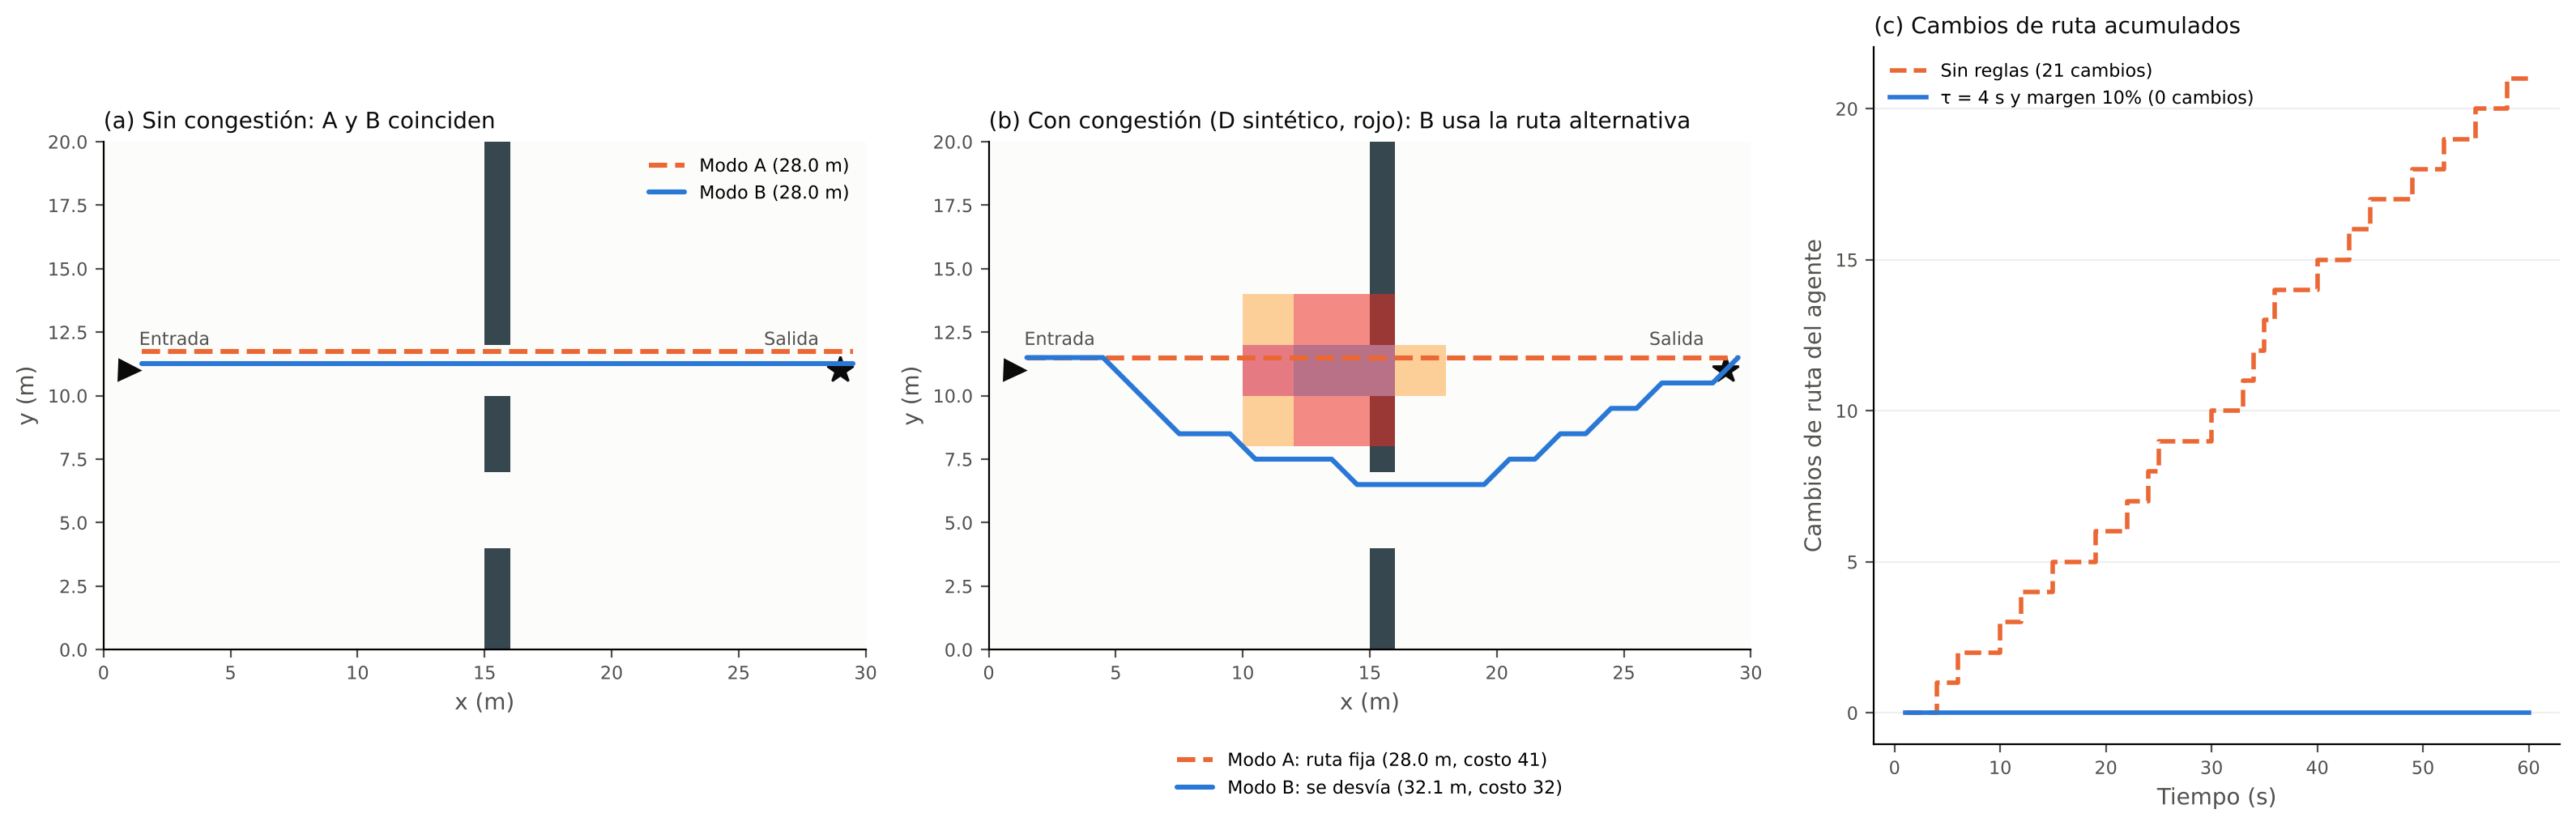 (a) Sin congestión: A y B coinciden
Modo A (28.0 m)
Modo B (28.0 m)
Entrada
Salida
y (m)
20.0
17.5
15.0
12.5
10.0
7.5
5.0
2.5
0.0
0 5 10 15 20 25 30
x (m)
(b) Con congestión (D sintético, rojo): B usa la ruta alternativa
Entrada
Salida
y (m)
20.0
17.5
15.0
12.5
10.0
7.5
5.0
2.5
0.0
0 5 10 15 20 25 30
x (m)
Modo A: ruta fija (28.0 m, costo 41)
Modo B: se desvía (32.1 m, costo 32)
(c) Cambios de ruta acumulados
Sin reglas (21 cambios)
τ = 4 s y margen 10% (0 cambios)
Cambios de ruta del agente
20
15
10
5
0
0 10 20 30 40 50 60
Tiempo (s)